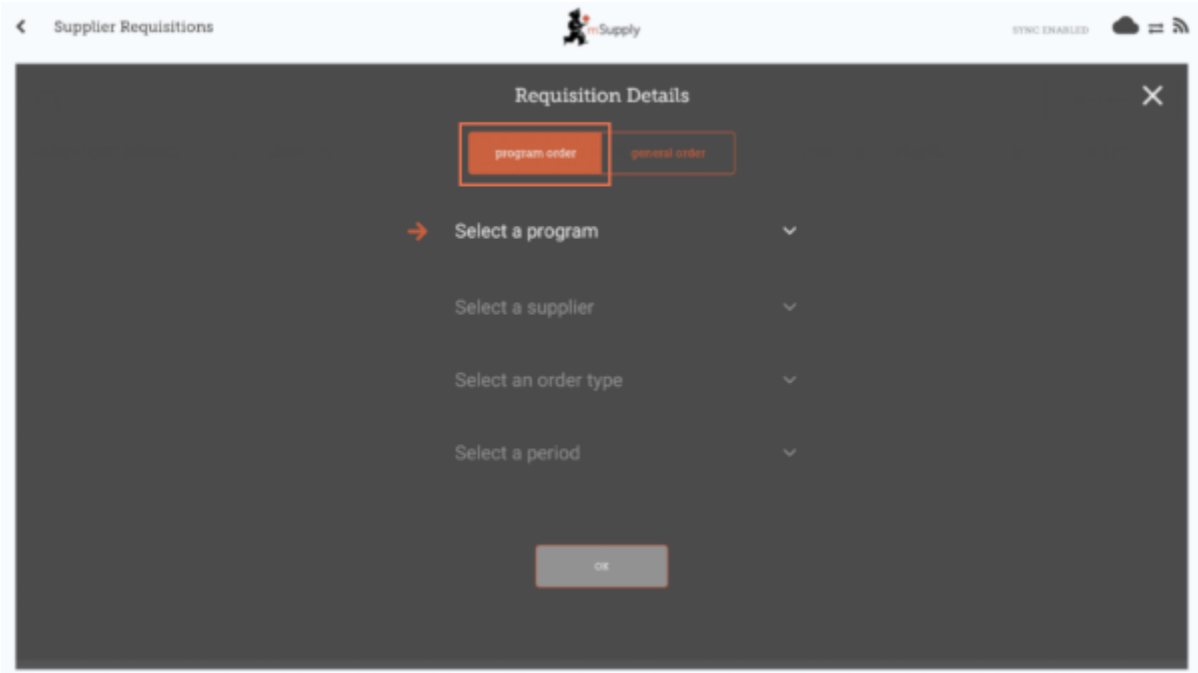 Supplier Requisitions
mSupply
SYNC ENABLED
Requisition Details
program order
general order
Select a program
Select a supplier
Select an order type
Select a period
OK